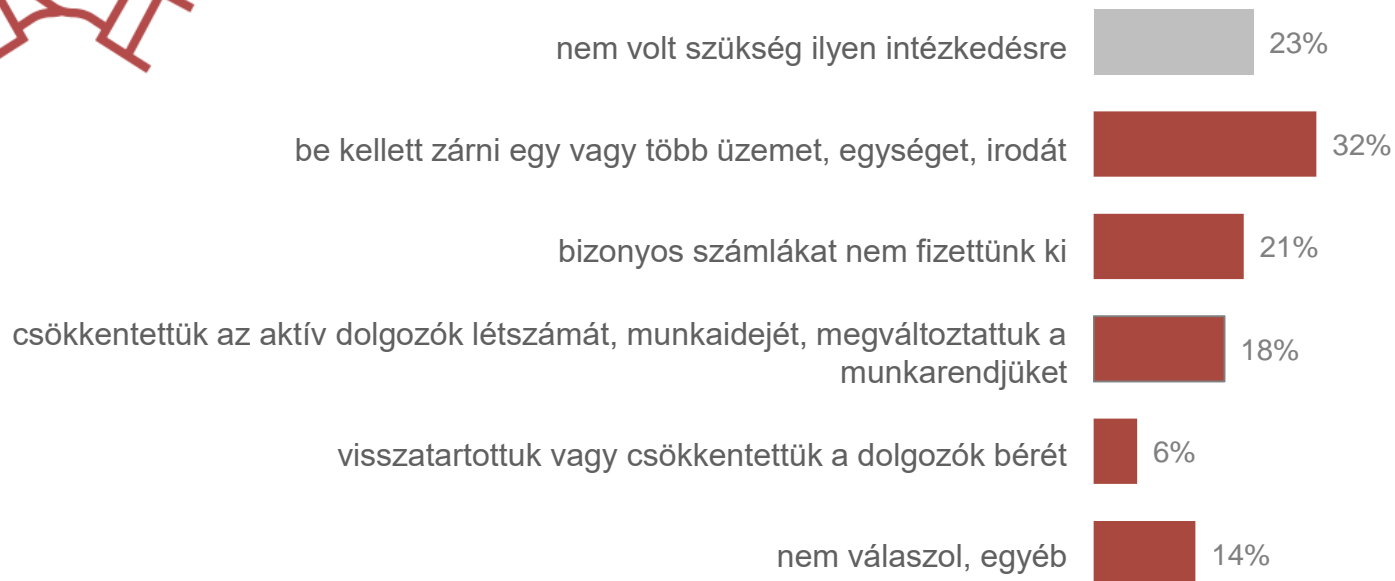 nem volt szükség ilyen intézkedésre 23%
be kellett zárni egy vagy több üzemet, egységet, irodát 32%
bizonyos számlákat nem fizettünk ki 21%
csökkentettük az aktív dolgozók létszámát, munkaidejét, megváltoztattuk a
munkarendjüket 18%
visszatartottuk vagy csökkentettük a dolgozók bérét 6%
nem válaszol, egyéb 14%